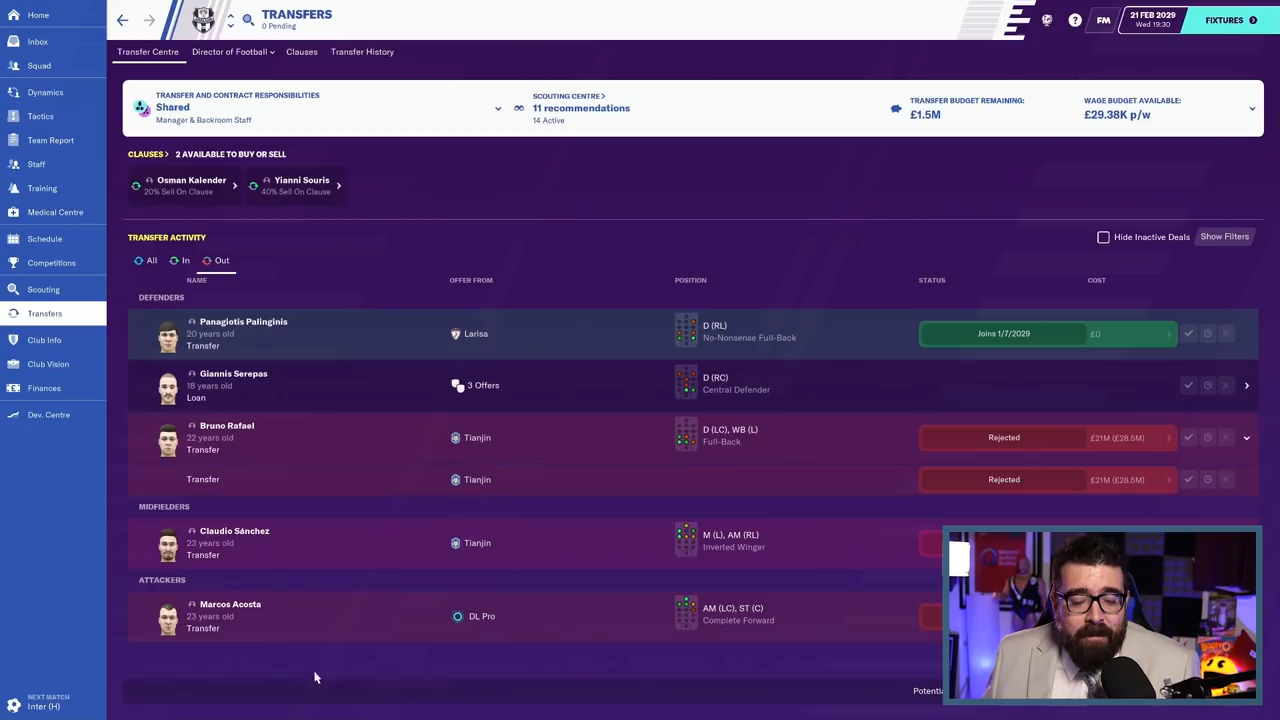 Home
TRANSFERS
0 Pending
FM
21 FEB 2029
Wed 19:30
FIXTURES
Inbox
Squad
Dynamics
Tactics
Team Report
Staff
Training
Medical Centre
Schedule
Competitions
Scouting
Transfers
Club Info
Club Vision
Finances
Dev. Centre
NEXT MATCH
Inter (H)
Transfer Centre
Director of Football
Clauses
Transfer History
TRANSFER AND CONTRACT RESPONSIBILITIES
Shared
Manager & Backroom Staff
SCOUTING CENTRE >
11 recommendations
14 Active
TRANSFER BUDGET REMAINING:
£1.5M
WAGE BUDGET AVAILABLE:
£29.38K p/w
CLAUSES > 2 AVAILABLE TO BUY OR SELL
Osman Kalender
20% Sell On Clause
Yianni Souris
40% Sell On Clause
TRANSFER ACTIVITY
Hide Inactive Deals
Show Filters
All In Out
NAME OFFER FROM POSITION STATUS COST
DEFENDERS
Panagiotis Palinginis
20 years old
Transfer
Larisa
D (RL)
No-Nonsense Full-Back
Joins 1/7/2029
£0
Giannis Serepas
18 years old
Loan
3 Offers
D (RC)
Central Defender
Bruno Rafael
22 years old
Transfer
Tianjin
D (LC), WB (L)
Full-Back
Rejected
£21M (£28.5M)
Transfer
Tianjin
Rejected
£21M (£28.5M)
MIDFIELDERS
Claudio Sánchez
23 years old
Transfer
Tianjin
M (L), AM (RL)
Inverted Winger
ATTACKERS
Marcos Acosta
23 years old
Transfer
DL Pro
AM (LC), ST (C)
Complete Forward